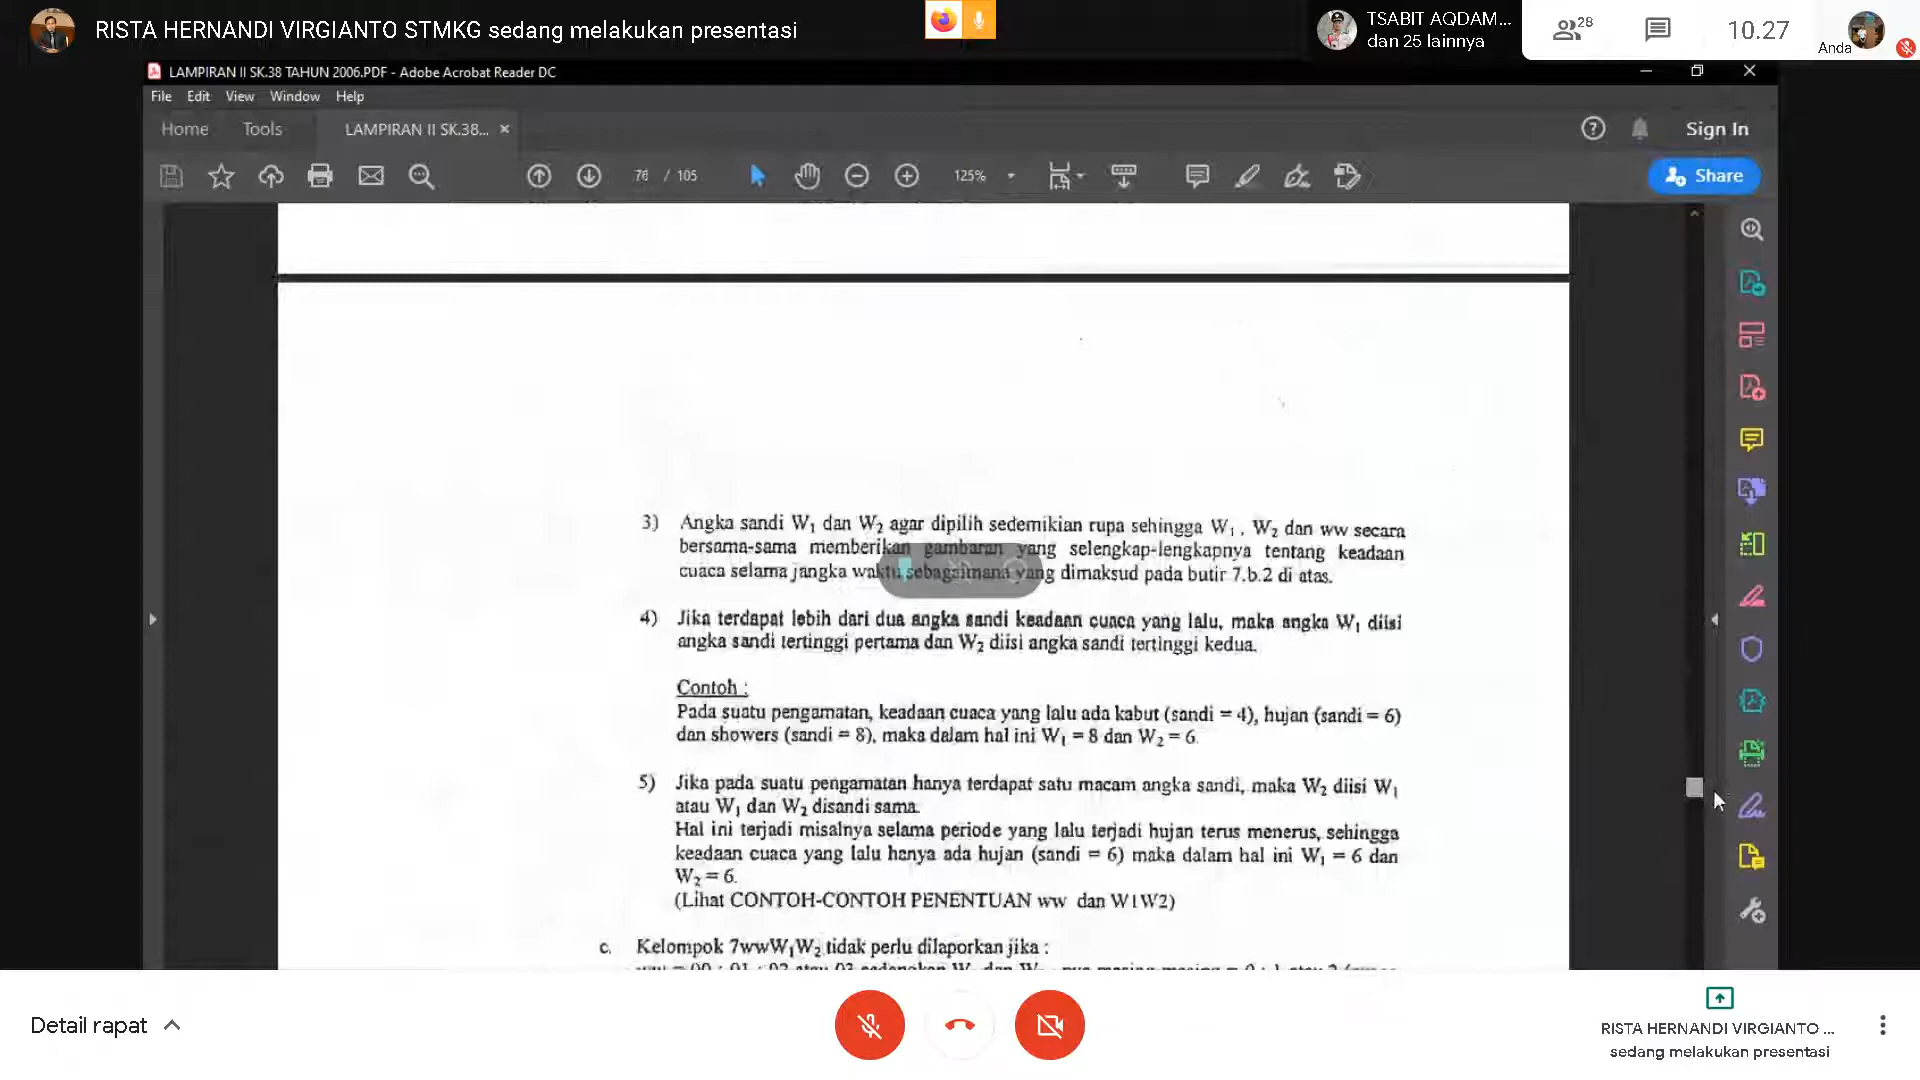 RISTA HERNANDI VIRGIANTO STMKG sedang melakukan presentasi
TSABIT AQDAM...
dan 25 lainnya
28
10.27
Anda
LAMPIRAN II SK.38 TAHUN 2006.PDF - Adobe Acrobat Reader DC
File Edit View Window Help
Home Tools LAMPIRAN II SK.38... ×
Sign In
/ 105
125%
Share
3) Angka sandi W₁ dan W₂ agar dipilih sedemikian rupa sehingga W₁ , W₂ dan ww secara
bersama-sama memberikan gambaran yang selengkap-lengkapnya tentang keadaan
cuaca selama jangka waktu sebagaimana yang dimaksud pada butir 7.b.2 di atas.
4) Jika terdapat lebih dari dua angka sandi keadaan cuaca yang lalu, maka angka W₁ diisi
angka sandi tertinggi pertama dan W₂ diisi angka sandi tertinggi kedua.
Contoh :
Pada suatu pengamatan, keadaan cuaca yang lalu ada kabut (sandi = 4), hujan (sandi = 6)
dan showers (sandi = 8), maka dalam hal ini W₁ = 8 dan W₂ = 6.
5) Jika pada suatu pengamatan hanya terdapat satu macam angka sandi, maka W₂ diisi W₁
atau W₁ dan W₂ disandi sama.
Hal ini terjadi misalnya selama periode yang lalu terjadi hujan terus menerus, sehingga
keadaan cuaca yang lalu hanya ada hujan (sandi = 6) maka dalam hal ini W₁ = 6 dan
W₂ = 6.
(Lihat CONTOH-CONTOH PENENTUAN ww dan W1W2)
c. Kelompok 7wwW₁W₂ tidak perlu dilaporkan jika :
Detail rapat
RISTA HERNANDI VIRGIANTO ...
sedang melakukan presentasi